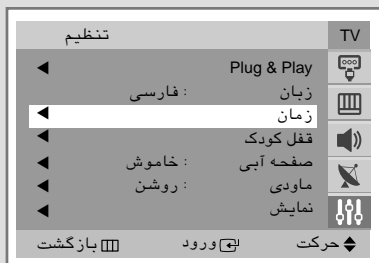 TV تنظیم
Plug & Play
زبان : فارسی
زمان
قفل کودک
صفحه آبی : خاموش
ماودی : روشن
نمایش
حرکت ورود بازگشت